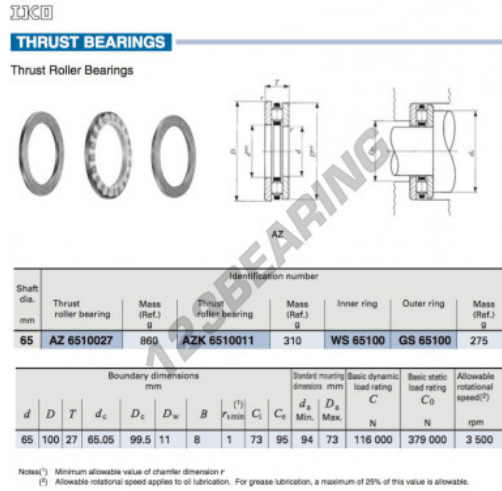 IKO
THRUST BEARINGS
Thrust Roller Bearings
T
r
D
d
d
AZ
123BEARING
Identification number
Shaft dia. mm
Thrust roller bearing
Mass (Ref.) g
Thrust roller bearing
Mass (Ref.) g
Inner ring
Outer ring
Mass (Ref.) g
65 AZ 6510027 860 AZK 6510011 310 WS 65100 GS 65100 275
Boundary dimensions mm
Standard mounting dimensions mm
Basic dynamic load rating C N
Basic static load rating C0 N
Allowable rotational speed(2) rpm
d D T dc Dc Dw B (1) rs min Ci Ce da Min. Da Max.
65 100 27 65.05 99.5 11 8 1 73 95 94 73 116 000 379 000 3 500
Notes(1) Minimum allowable value of chamfer dimension r
(2) Allowable rotational speed applies to oil lubrication. For grease lubrication, a maximum of 25% of this value is allowable.